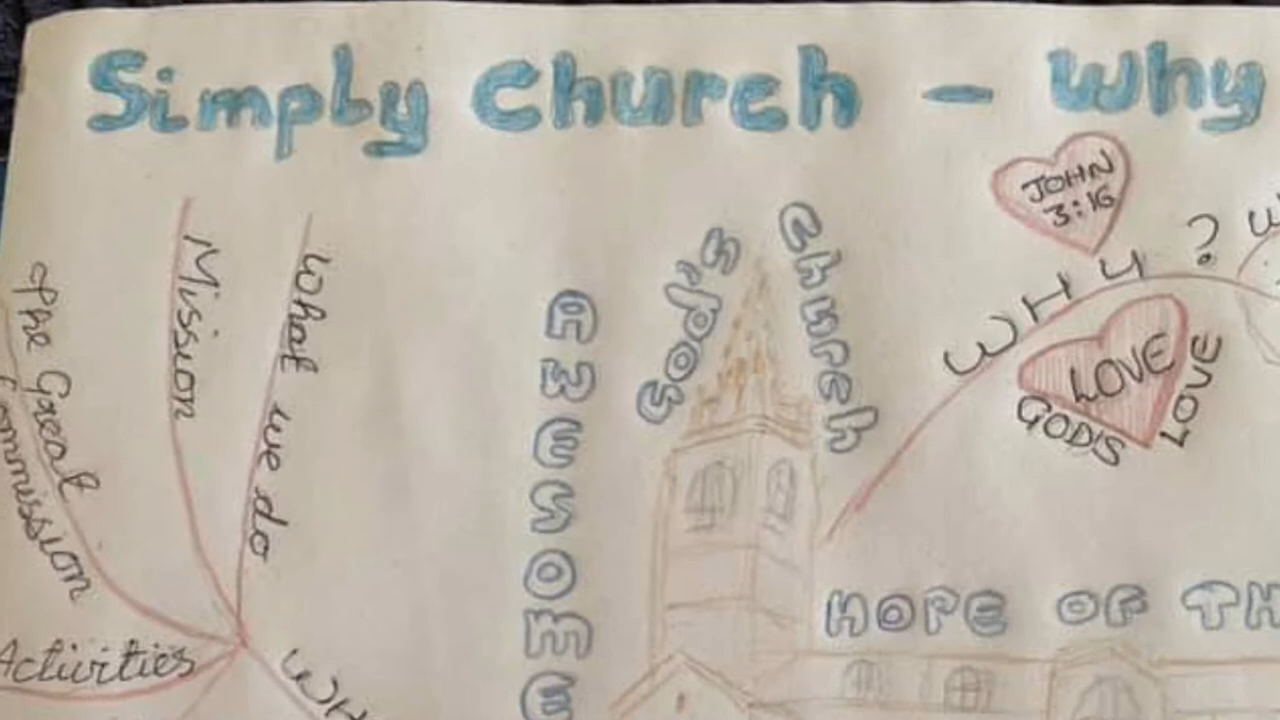 Simply Church - Why
JOHN
3:16
WHY?
LOVE
GOD'S
LOVE
God's
church
AWESOME
Mission
What we do
The Great
Commission
Activities
HOPE OF